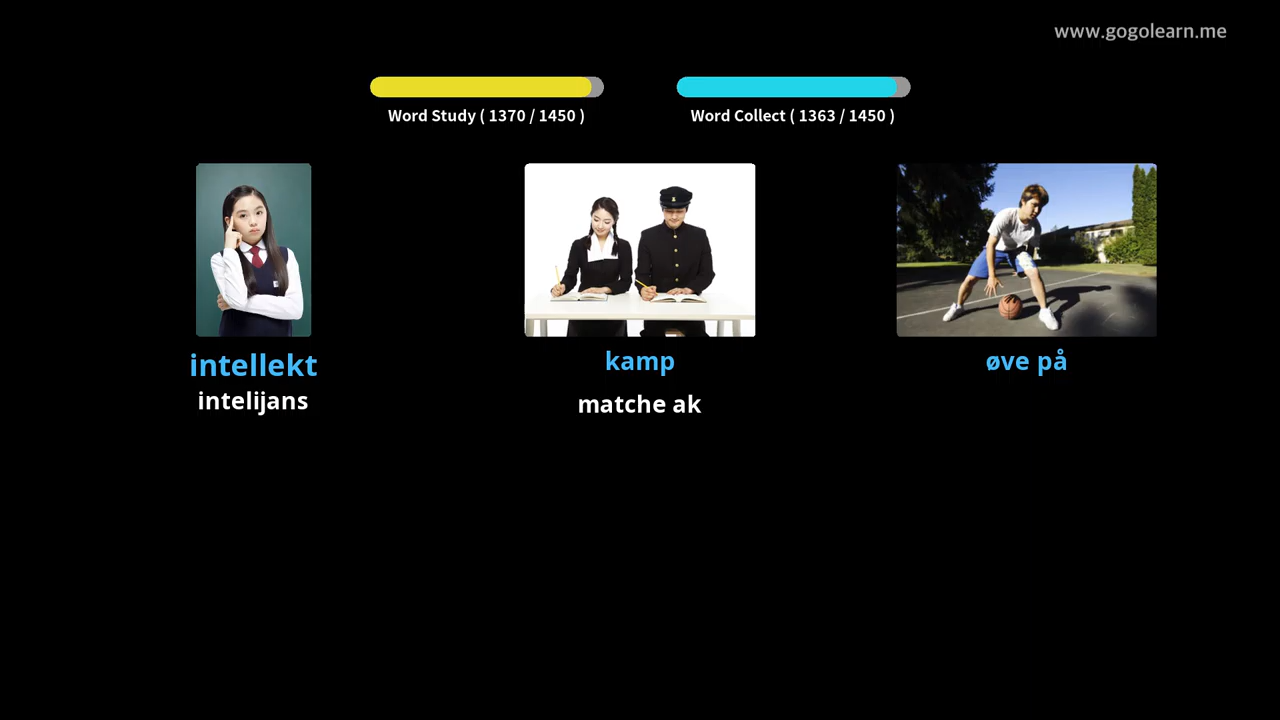 www.gogolearn.me
Word Study ( 1370 / 1450 )
Word Collect ( 1363 / 1450 )
intellekt
intelijans
kamp
matche ak
øve på